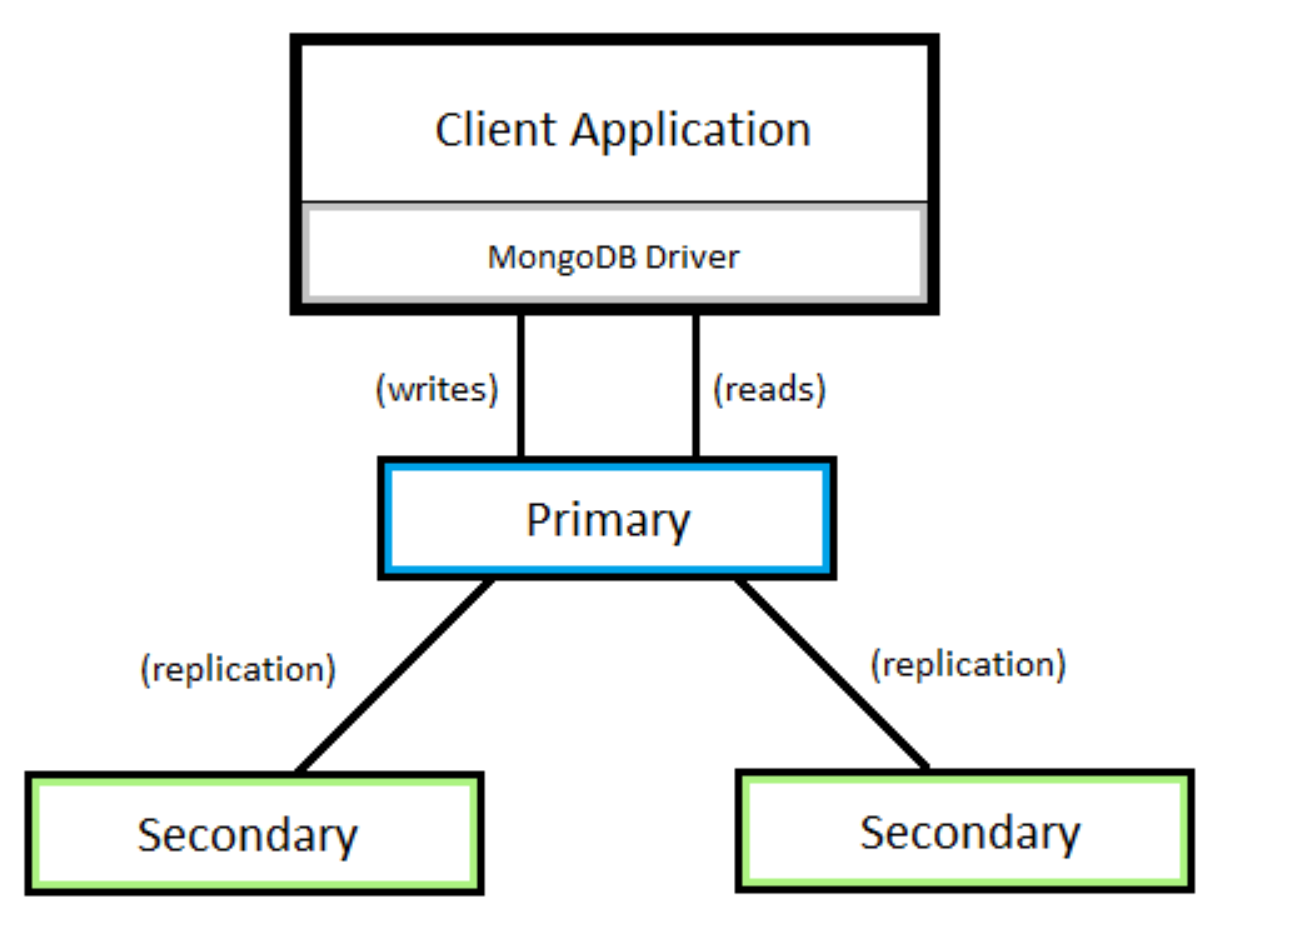 Client Application
MongoDB Driver
(writes)
(reads)
Primary
(replication)
(replication)
Secondary
Secondary